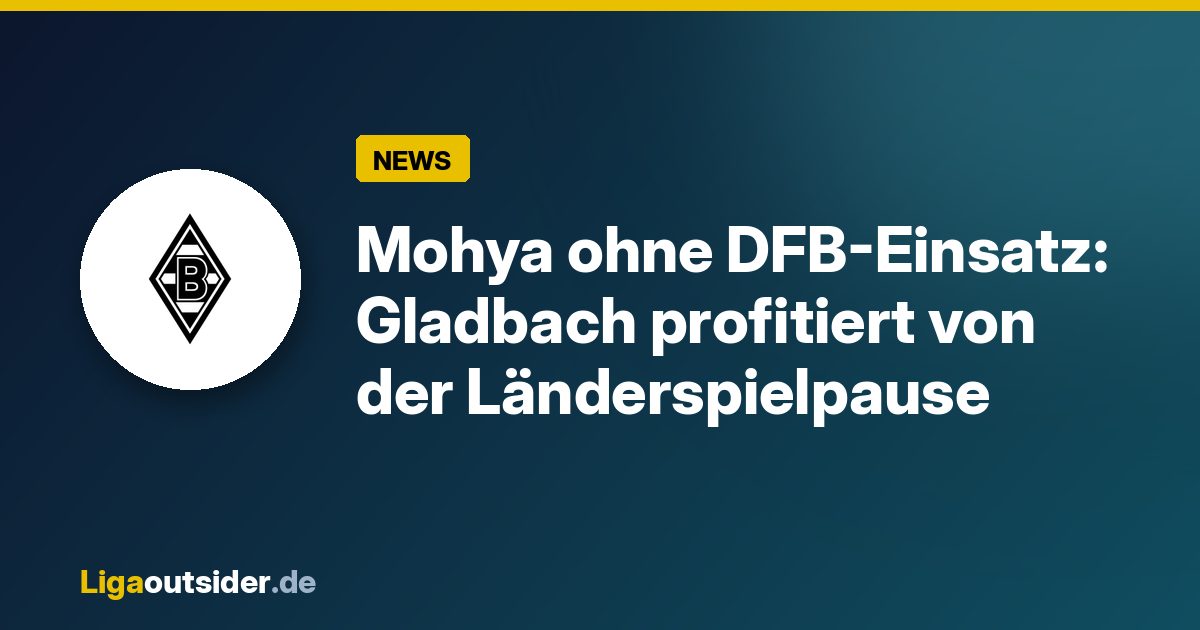 NEWS
Mohya ohne DFB-Einsatz:
Gladbach profitiert von
der Länderspielpause
B
Ligaoutsider.de